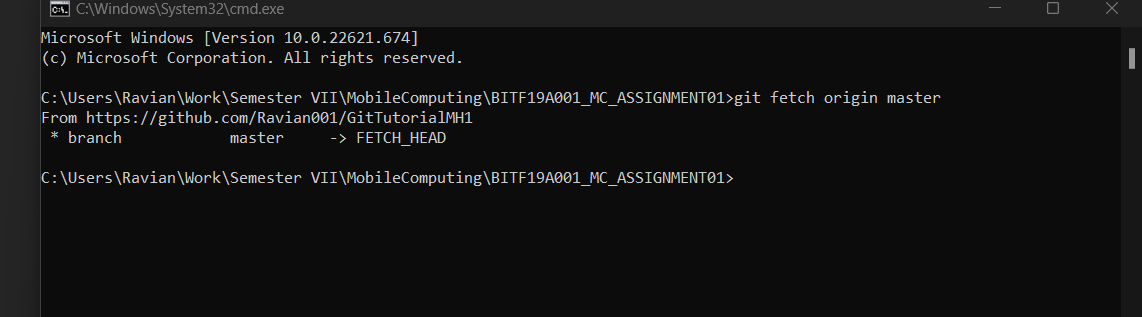 C:\Windows\System32\cmd.exe
Microsoft Windows [Version 10.0.22621.674]
(c) Microsoft Corporation. All rights reserved.
C:\Users\Ravian\Work\Semester VII\MobileComputing\BITF19A001_MC_ASSIGNMENT01>git fetch origin master
From https://github.com/Ravian001/GitTutorialMH1
 * branch            master     -> FETCH_HEAD
C:\Users\Ravian\Work\Semester VII\MobileComputing\BITF19A001_MC_ASSIGNMENT01>